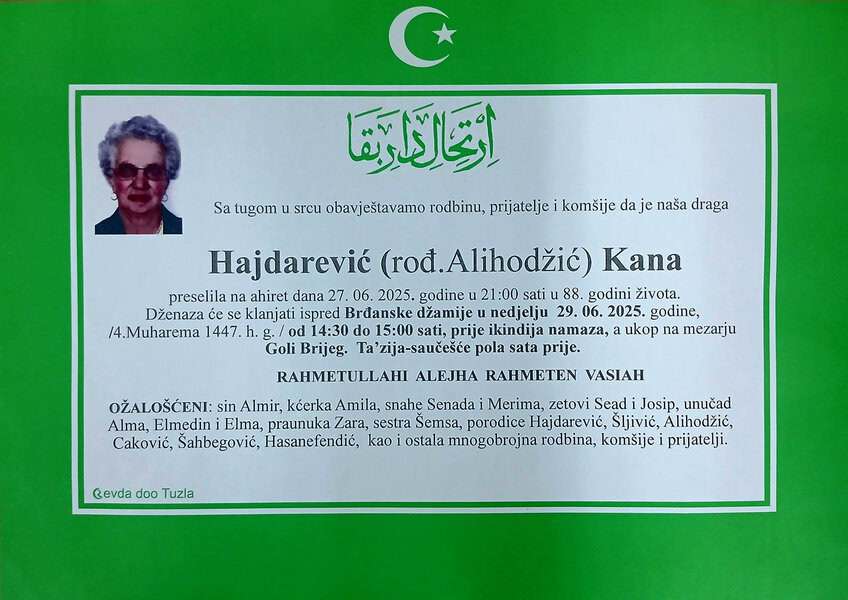 اِرْتِحَالِ دَارِ بَقَا
Sa tugom u srcu obavještavamo rodbinu, prijatelje i komšije da je naša draga
Hajdarević (rođ.Alihodžić) Kana
preselila na ahiret dana 27. 06. 2025. godine u 21:00 sati u 88. godini života.
Dženaza će se klanjati ispred Brđanske džamije u nedjelju 29. 06. 2025. godine,
/4.Muharema 1447. h. g. / od 14:30 do 15:00 sati, prije ikindija namaza, a ukop na mezarju
Goli Brijeg. Ta'zija-saučešće pola sata prije.
RAHMETULLAHI ALEJHA RAHMETEN VASIAH
OŽALOŠĆENI: sin Almir, kćerka Amila, snahe Senada i Merima, zetovi Sead i Josip, unučad
Alma, Elmedin i Elma, praunuka Zara, sestra Šemsa, porodice Hajdarević, Šljivić, Alihodžić,
Caković, Šahbegović, Hasanefendić, kao i ostala mnogobrojna rodbina, komšije i prijatelji.
Cevda doo Tuzla